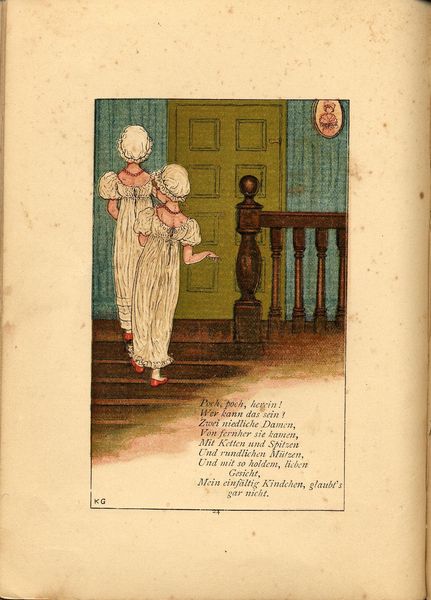 Poch, poch, herein!
Wer kann das sein!
Zwei niedliche Damen,
Von fernher sie kamen,
Mit Ketten und Spitzen
Und rundlichen Mützen,
Und mit so holdem, lieben
Gesicht,
Mein einfältig Kindchen, glaubt's
gar nicht.
KG
24